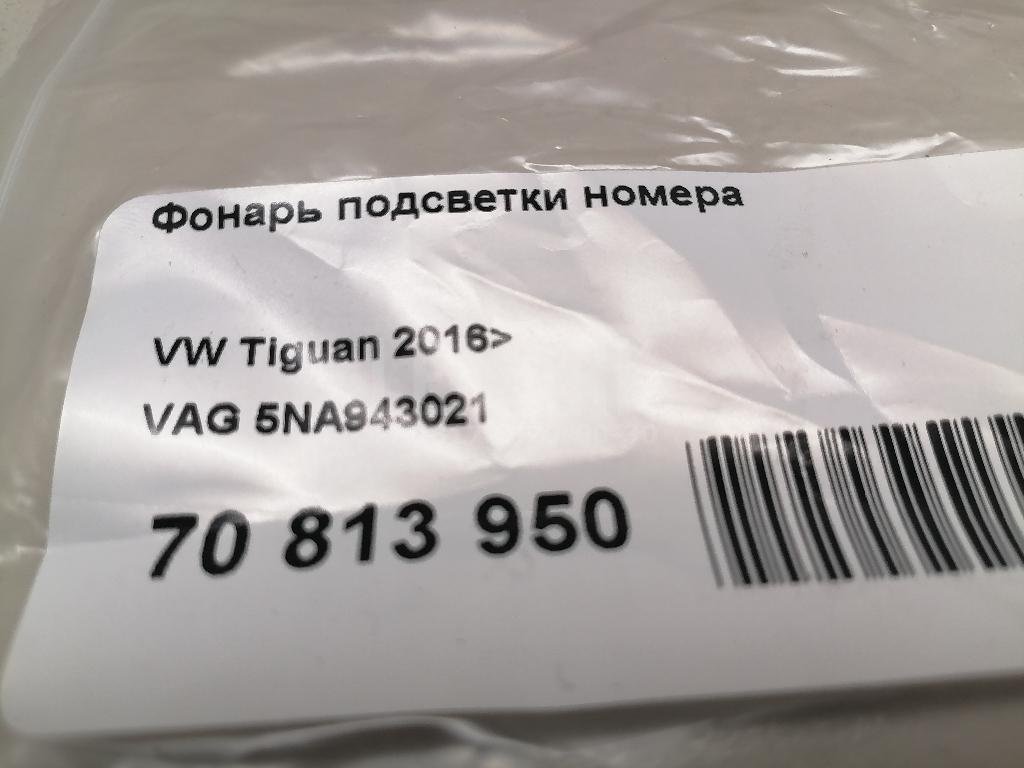 Фонарь подсветки номера
VW Tiguan 2016>
VAG 5NA943021
70 813 950